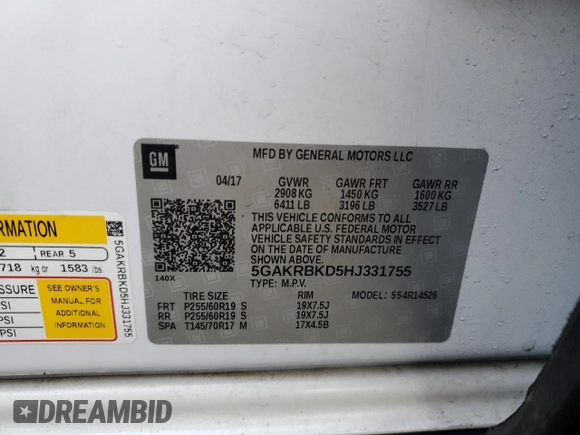 GM
MFD BY GENERAL MOTORS LLC
04/17 GVWR GAWR FRT GAWR RR
2908 KG 1450 KG 1600 KG
6411 LB 3196 LB 3527 LB
THIS VEHICLE CONFORMS TO ALL
APPLICABLE U.S. FEDERAL MOTOR
VEHICLE SAFETY STANDARDS IN EFFECT
ON THE DATE OF MANUFACTURE
SHOWN ABOVE.
5GAKRBKD5HJ331755
TYPE: M.P.V.
140X
TIRE SIZE RIM MODEL: 554R14526
FRT P255/60R19 S 19X7.5J
RR P255/60R19 S 19X7.5J
SPA T145/70R17 M 17X4.5B
FORMATION
2 REAR 5
718 kg or 1583 lbs
ESSURE SEE OWNER'S
MANUAL FOR
ADDITIONAL
INFORMATION
SI
PSI
PSI
5GAKRBKD5HJ331755
DREAMBID